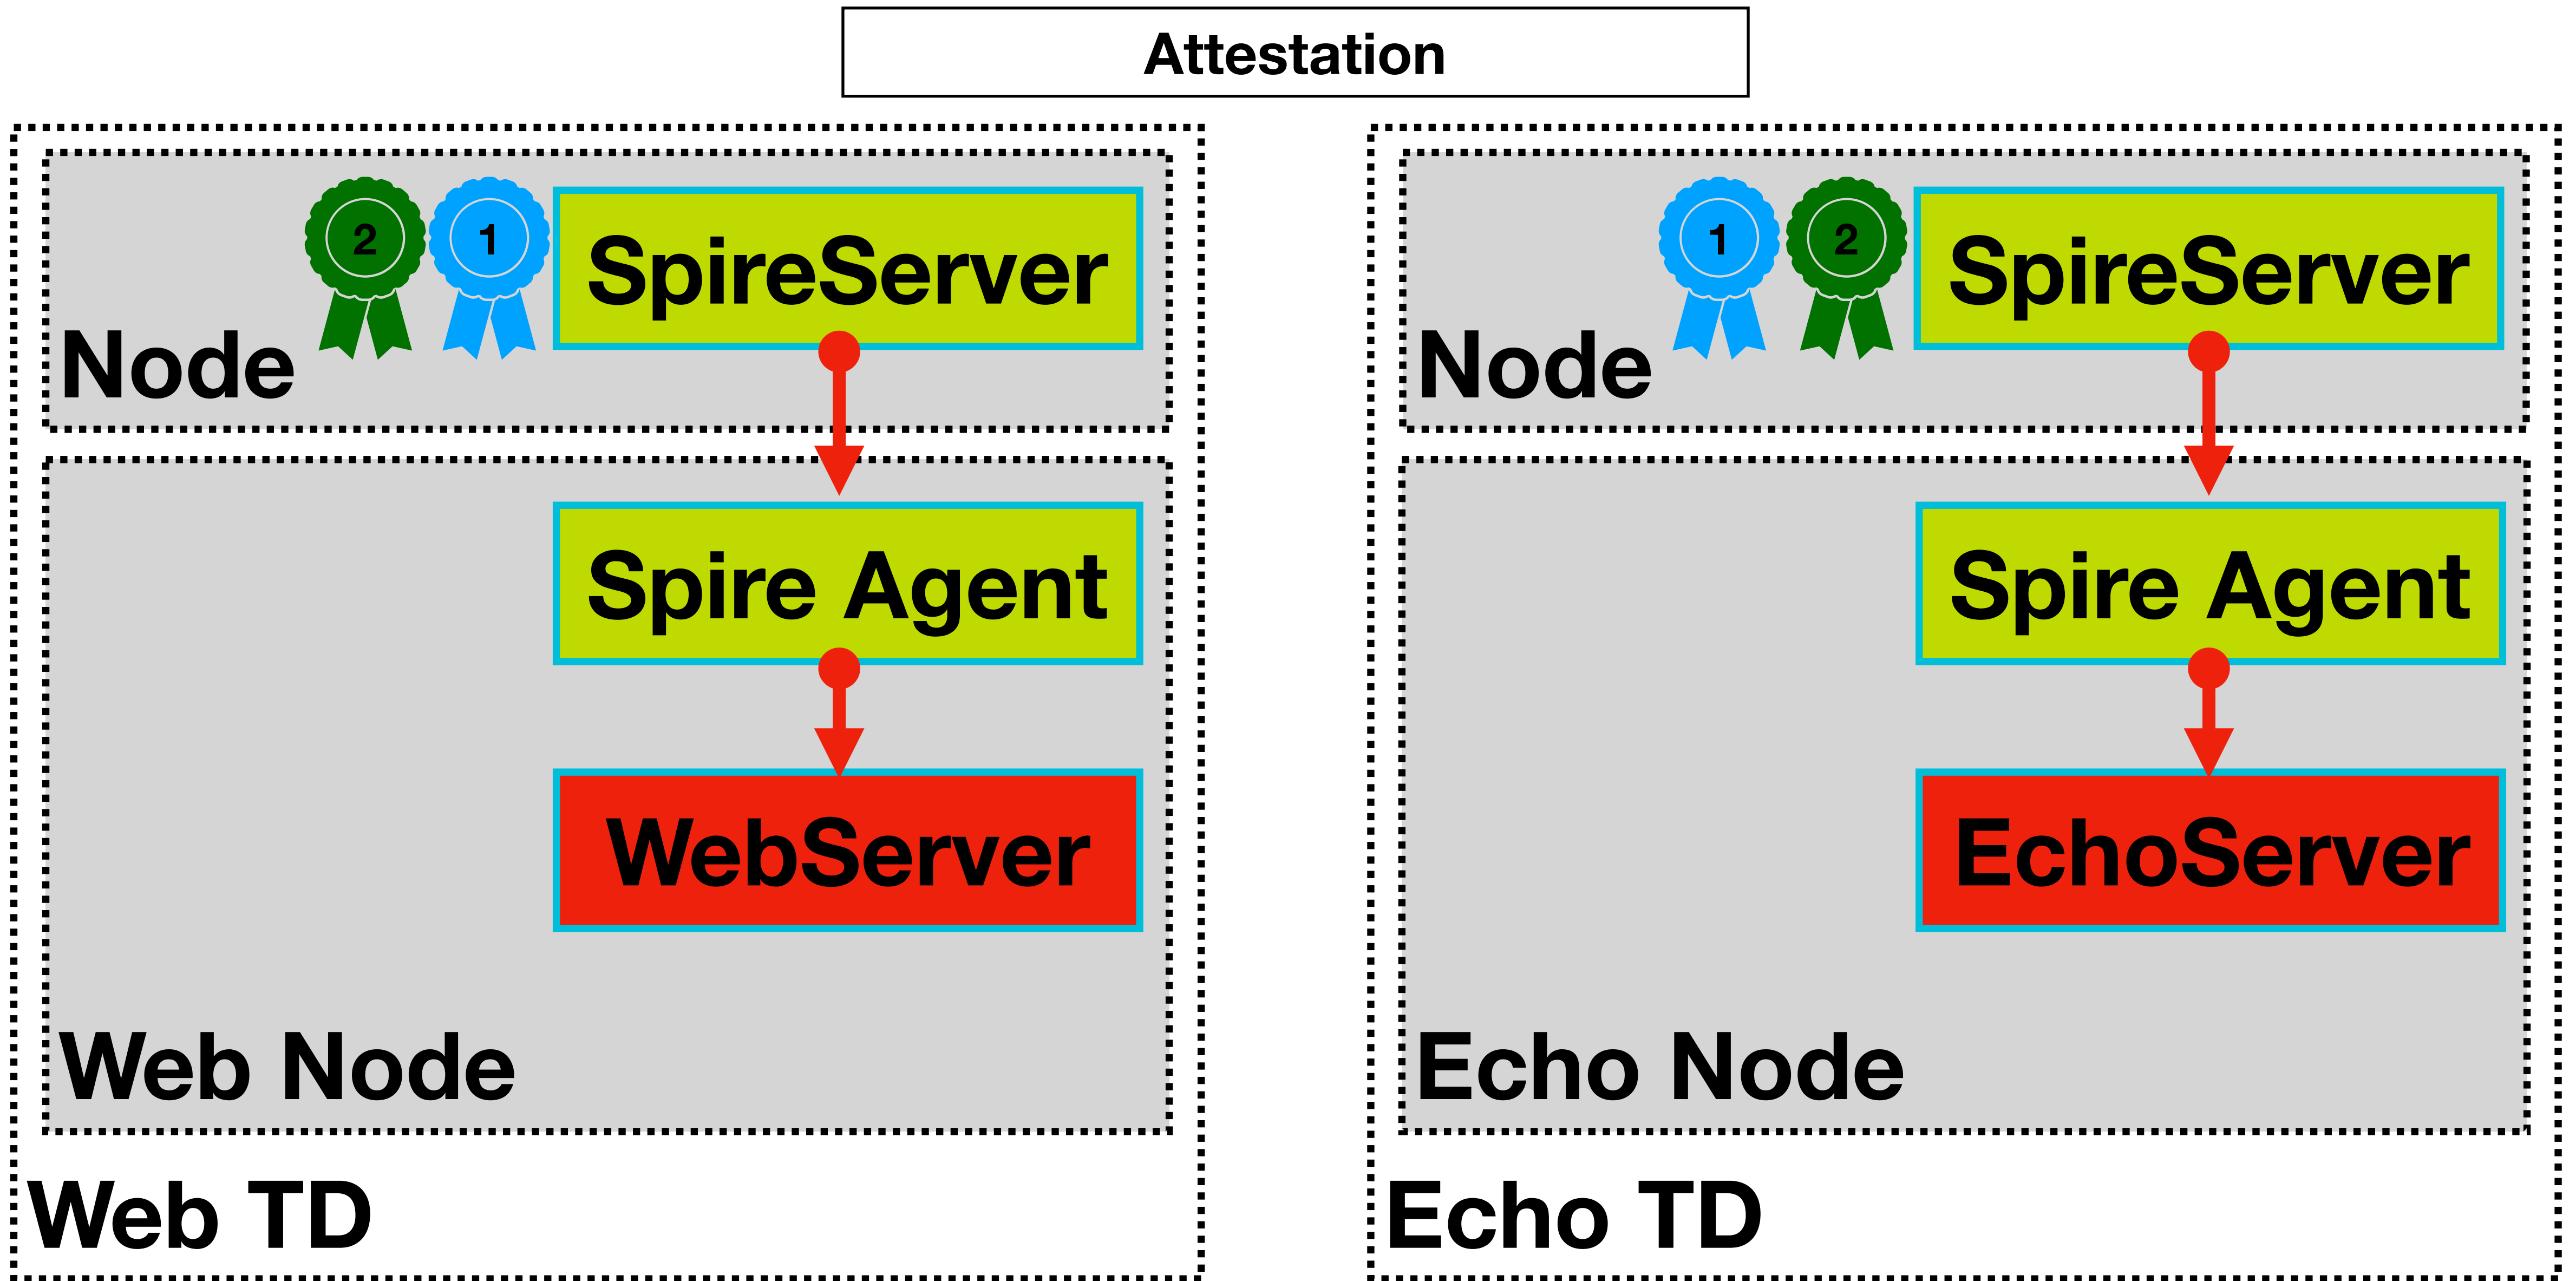 Attestation
2
1
SpireServer
Node
Spire Agent
WebServer
Web Node
Web TD
1
2
SpireServer
Node
Spire Agent
EchoServer
Echo Node
Echo TD